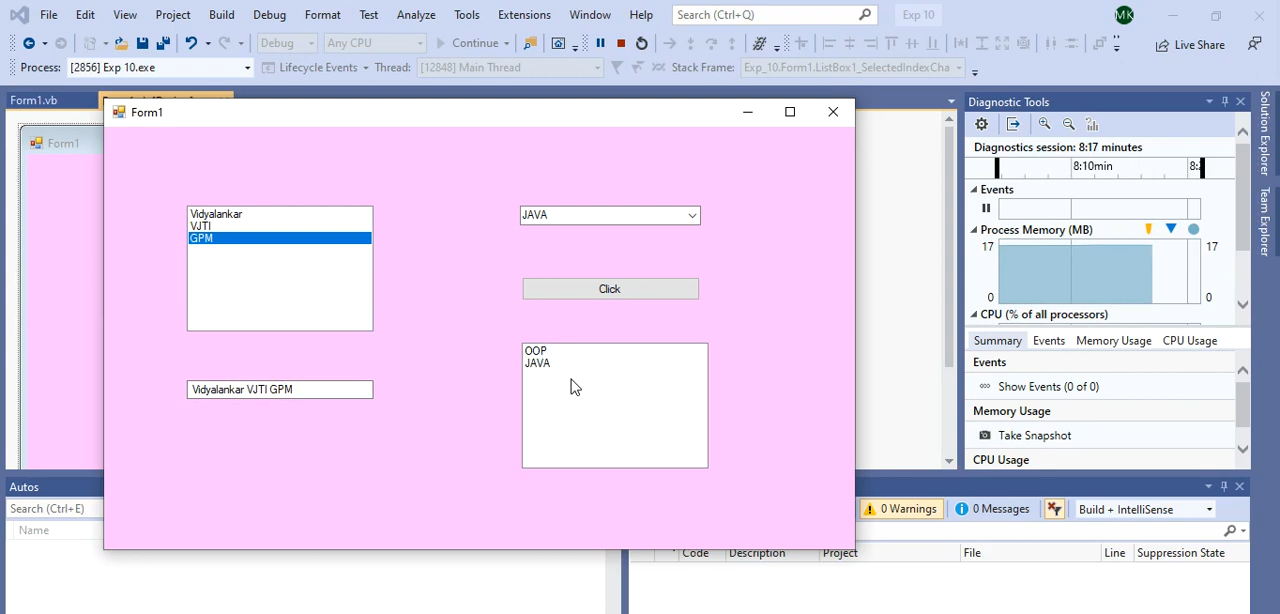 File Edit View Project Build Debug Format Test Analyze Tools Extensions Window Help Search (Ctrl+Q) Exp 10 MK
Debug Any CPU Continue Live Share
Process: [2856] Exp 10.exe Lifecycle Events Thread: [12848] Main Thread Stack Frame: Exp_10.Form1.ListBox1_SelectedIndexCha
Form1.vb
Form1
Form1
Vidyalankar
VJTI
GPM
Vidyalankar VJTI GPM
JAVA
Click
OOP
JAVA
Diagnostic Tools
Diagnostics session: 8:17 minutes
8:10min
Events
Process Memory (MB)
17 17
0 0
CPU (% of all processors)
Summary Events Memory Usage CPU Usage
Events
Show Events (0 of 0)
Memory Usage
Take Snapshot
CPU Usage
Solution Explorer
Team Explorer
Autos
Search (Ctrl+E)
Name
0 Warnings 0 Messages Build + IntelliSense
Code Description Project File Line Suppression State